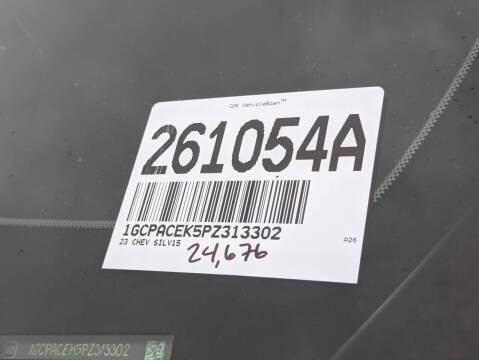 CDK VehicleScan™
261054A
1GCPACEK5PZ313302
23 CHEV SILV15
A26
24,676
1GCPACEK5PZ313302